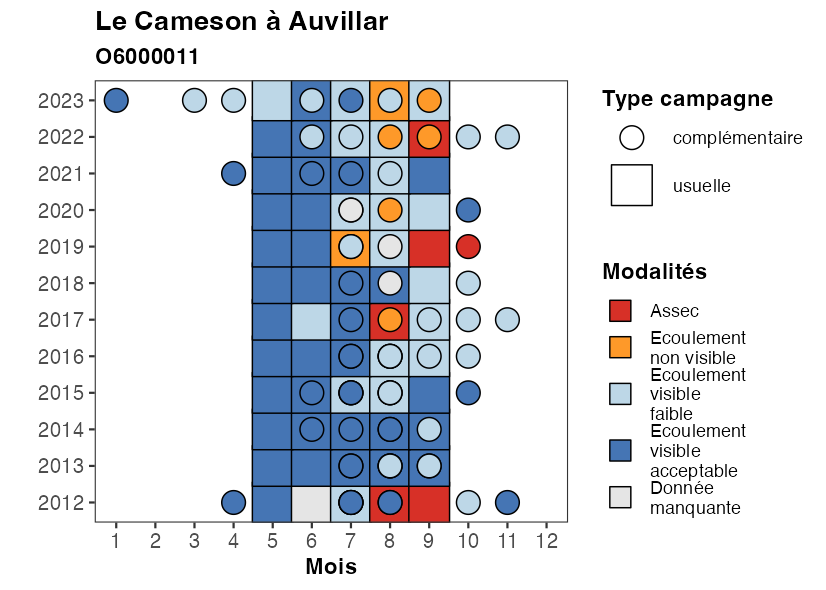 Le Cameson à Auvillar
O6000011
2023
2022
2021
2020
2019
2018
2017
2016
2015
2014
2013
2012
1 2 3 4 5 6 7 8 9 10 11 12
Mois
Type campagne
complémentaire
usuelle
Modalités
Assec
Ecoulement
non visible
Ecoulement
visible
faible
Ecoulement
visible
acceptable
Donnée
manquante